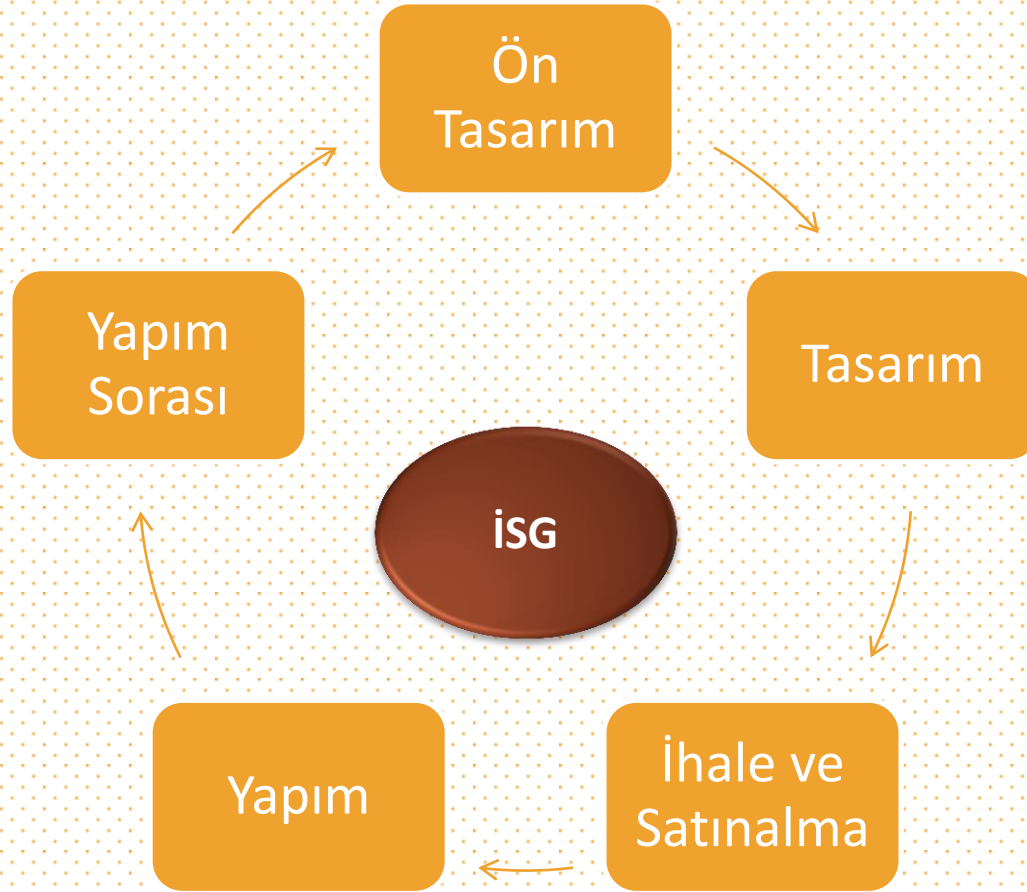 Ön
Tasarım
Tasarım
İhale ve
Satınalma
Yapım
Yapım
Sorası
İSG